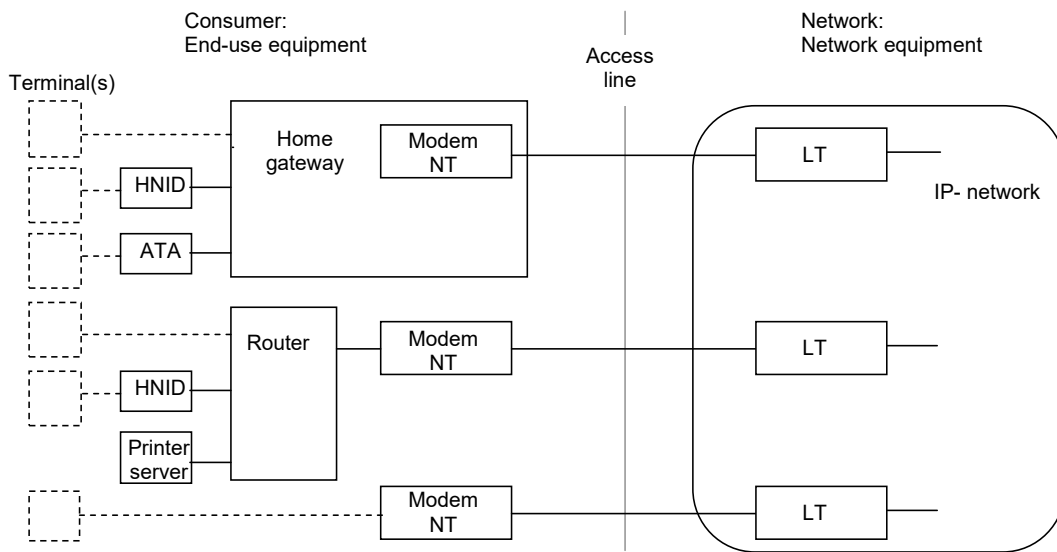 Consumer:
End-use equipment
Network:
Network equipment
Access
line
Terminal(s)
Home
gateway
Modem
NT
LT
HNID
IP- network
ATA
Router
Modem
NT
LT
HNID
Printer
server
Modem
NT
LT